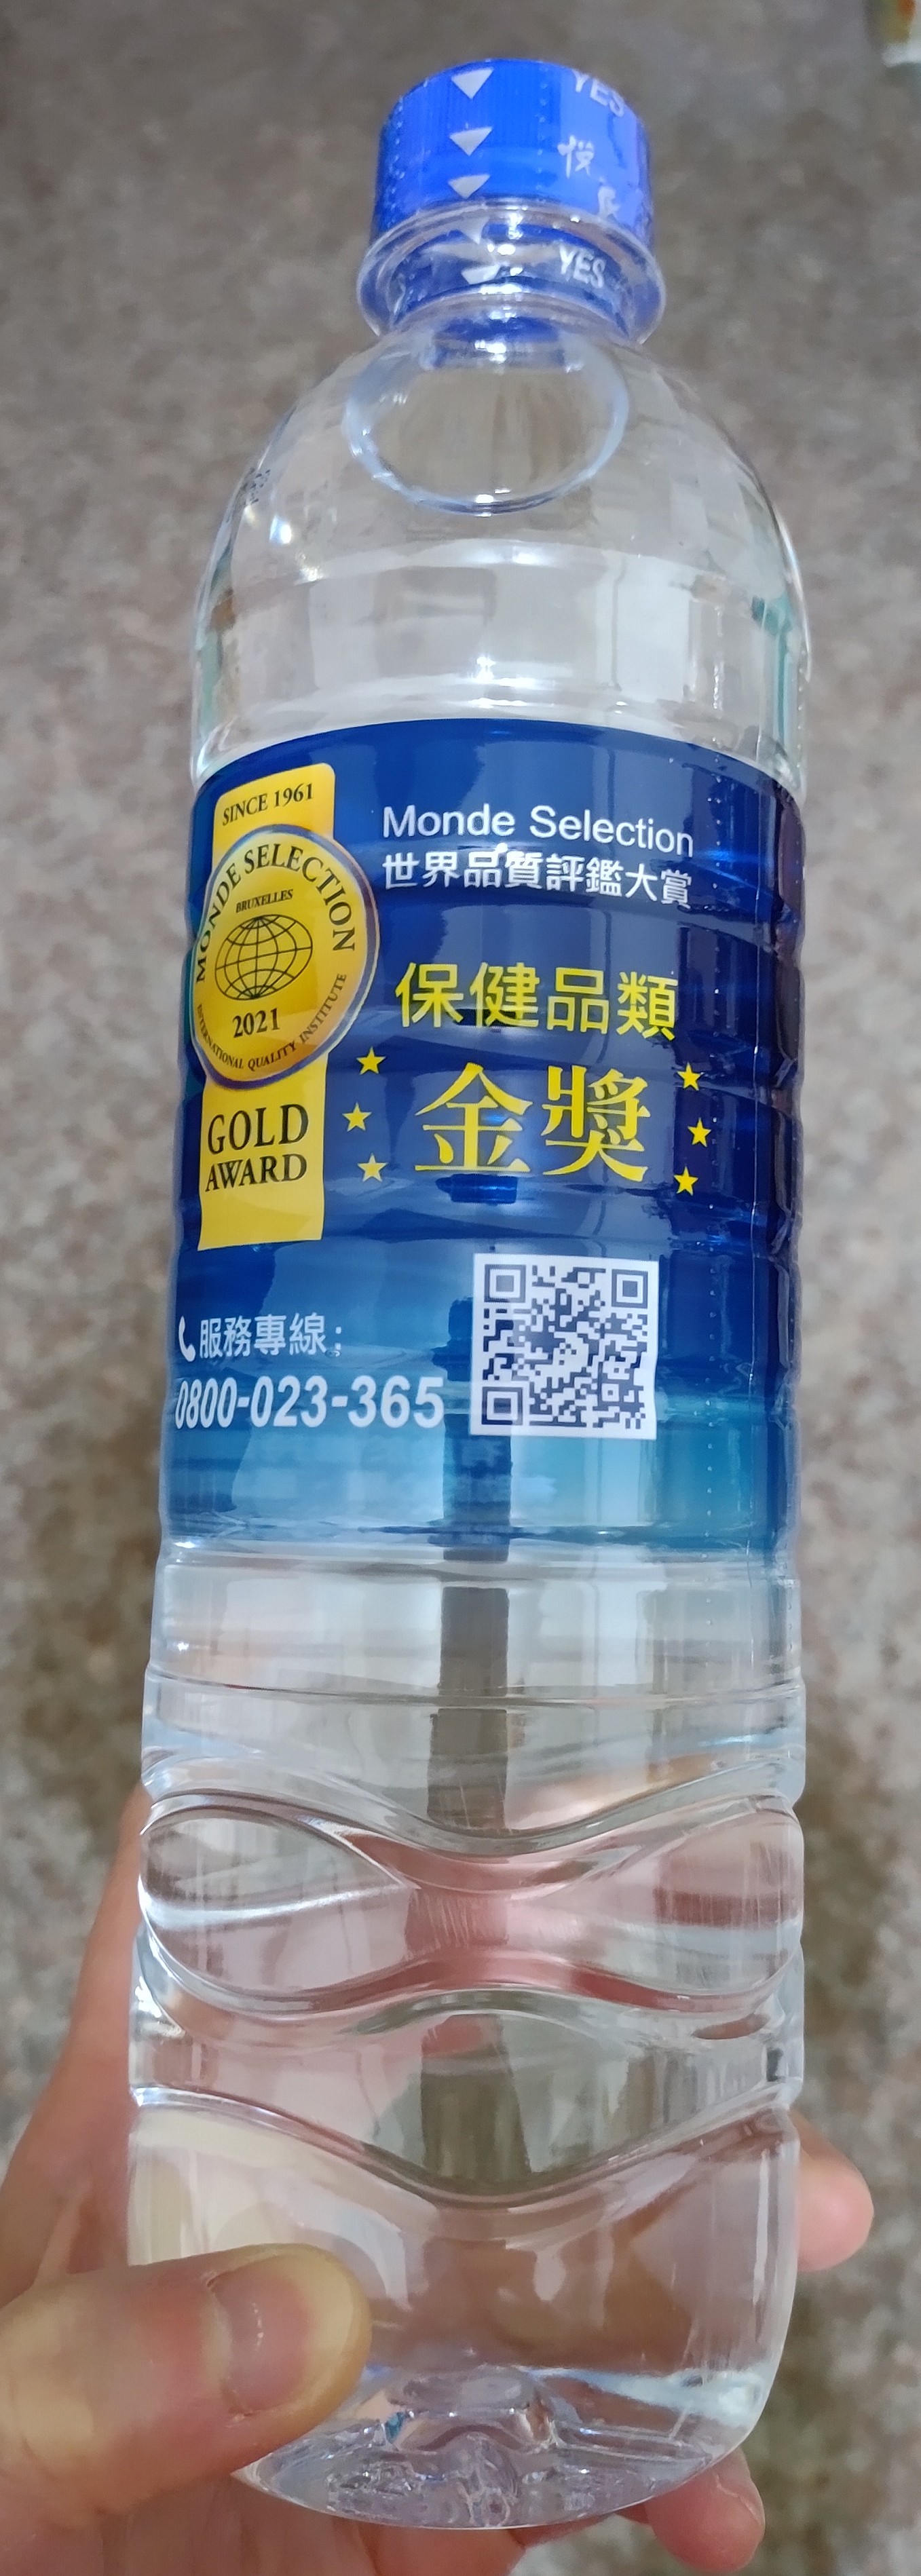 YES
悅氏
YES
SINCE 1961
MONDE SELECTION
BRUXELLES
2021
INTERNATIONAL QUALITY INSTITUTE
GOLD
AWARD
Monde Selection
世界品質評鑑大賞
保健品類
金獎
服務專線:
0800-023-365